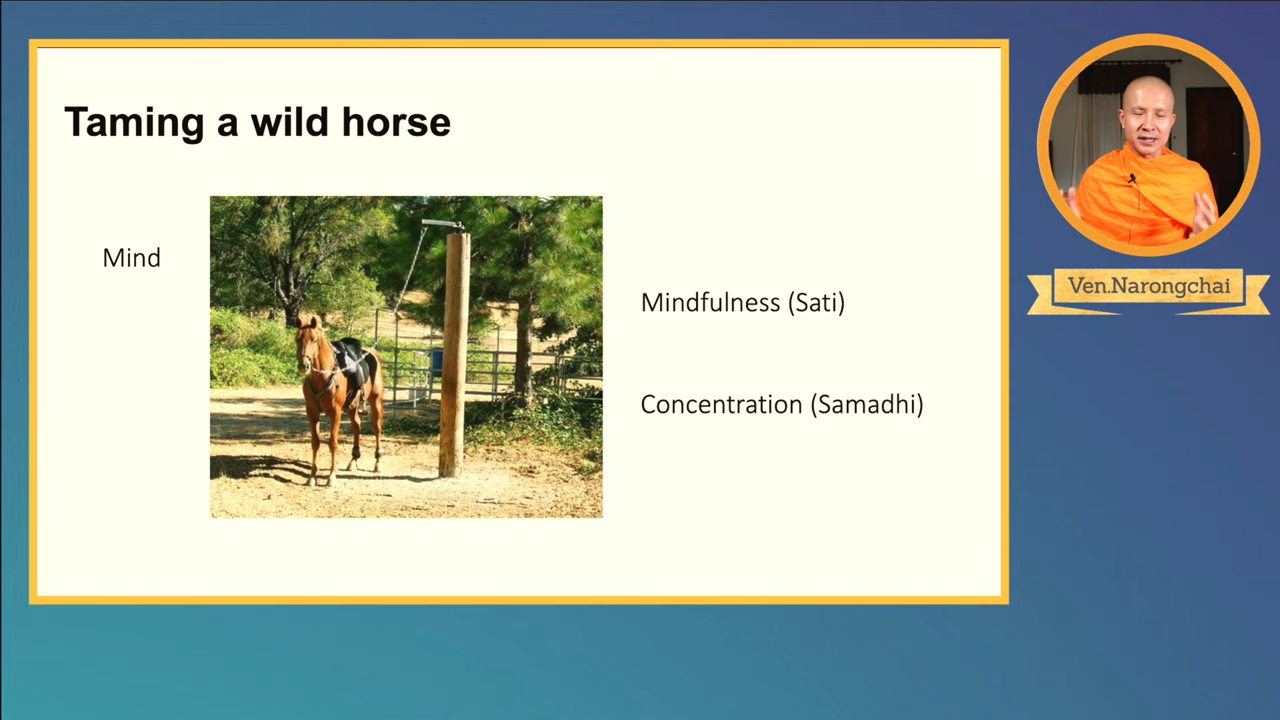 Taming a wild horse
Mind
Mindfulness (Sati)
Concentration (Samadhi)
Ven.Narongchai